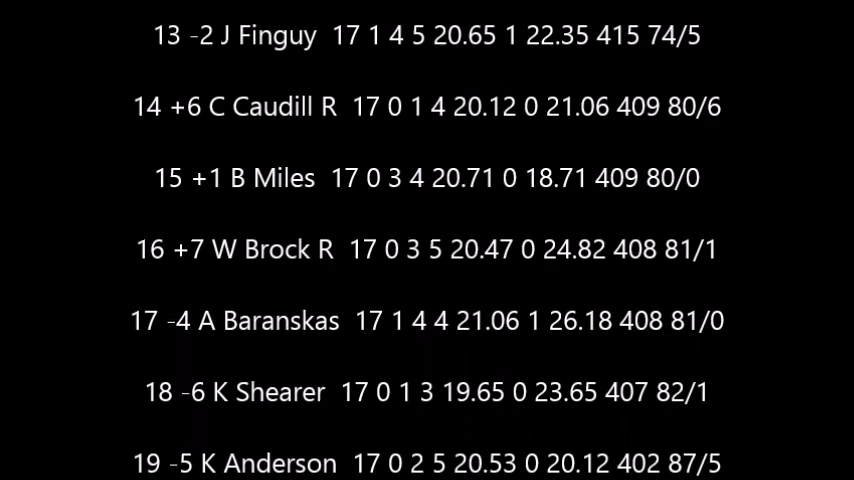 13 -2 J Finguy 17 1 4 5 20.65 1 22.35 415 74/5
14 +6 C Caudill R 17 0 1 4 20.12 0 21.06 409 80/6
15 +1 B Miles 17 0 3 4 20.71 0 18.71 409 80/0
16 +7 W Brock R 17 0 3 5 20.47 0 24.82 408 81/1
17 -4 A Baranskas 17 1 4 4 21.06 1 26.18 408 81/0
18 -6 K Shearer 17 0 1 3 19.65 0 23.65 407 82/1
19 -5 K Anderson 17 0 2 5 20.53 0 20.12 402 87/5